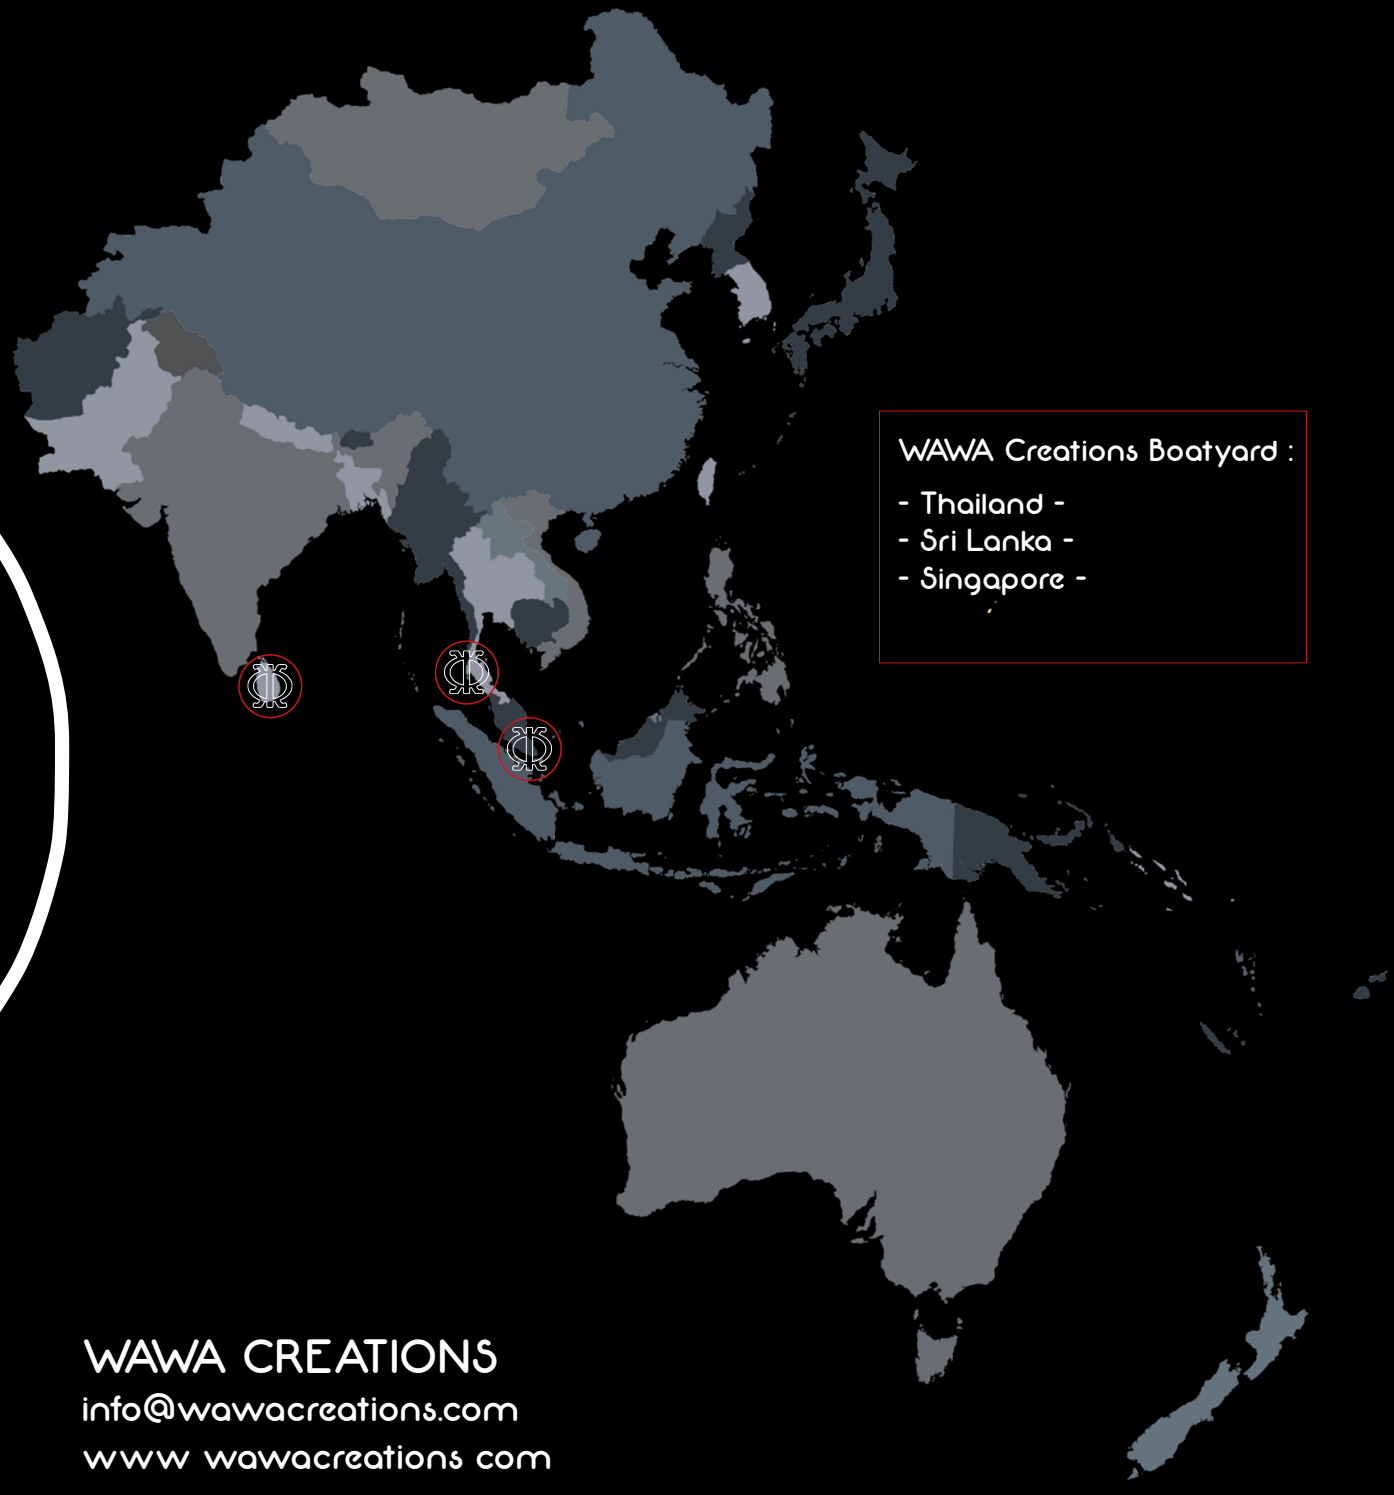 WAWA Creations Boatyard :
- Thailand -
- Sri Lanka -
- Singapore -
WAWA CREATIONS
info@wawacreations.com
www wawacreations com